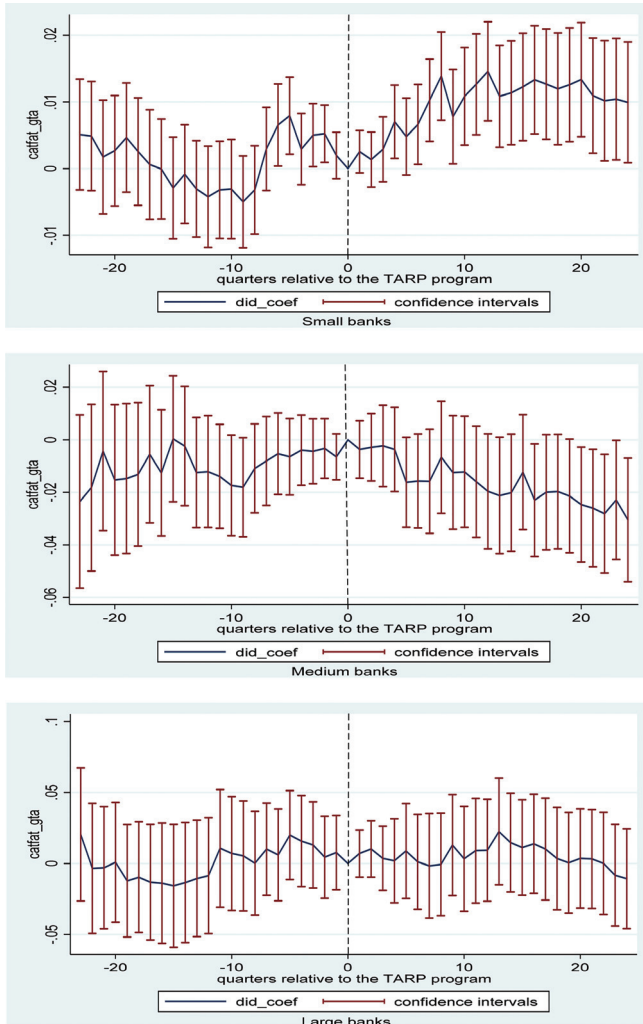 .02
.01
0
-.01
catfat_gta
-20 -10 0 10 20
quarters relative to the TARP program
did_coef confidence intervals
Small banks
.02
0
-.02
-.04
-.06
catfat_gta
-20 -10 0 10 20
quarters relative to the TARP program
did_coef confidence intervals
Medium banks
.1
.05
0
-.05
catfat_gta
-20 -10 0 10 20
quarters relative to the TARP program
did_coef confidence intervals
Large banks